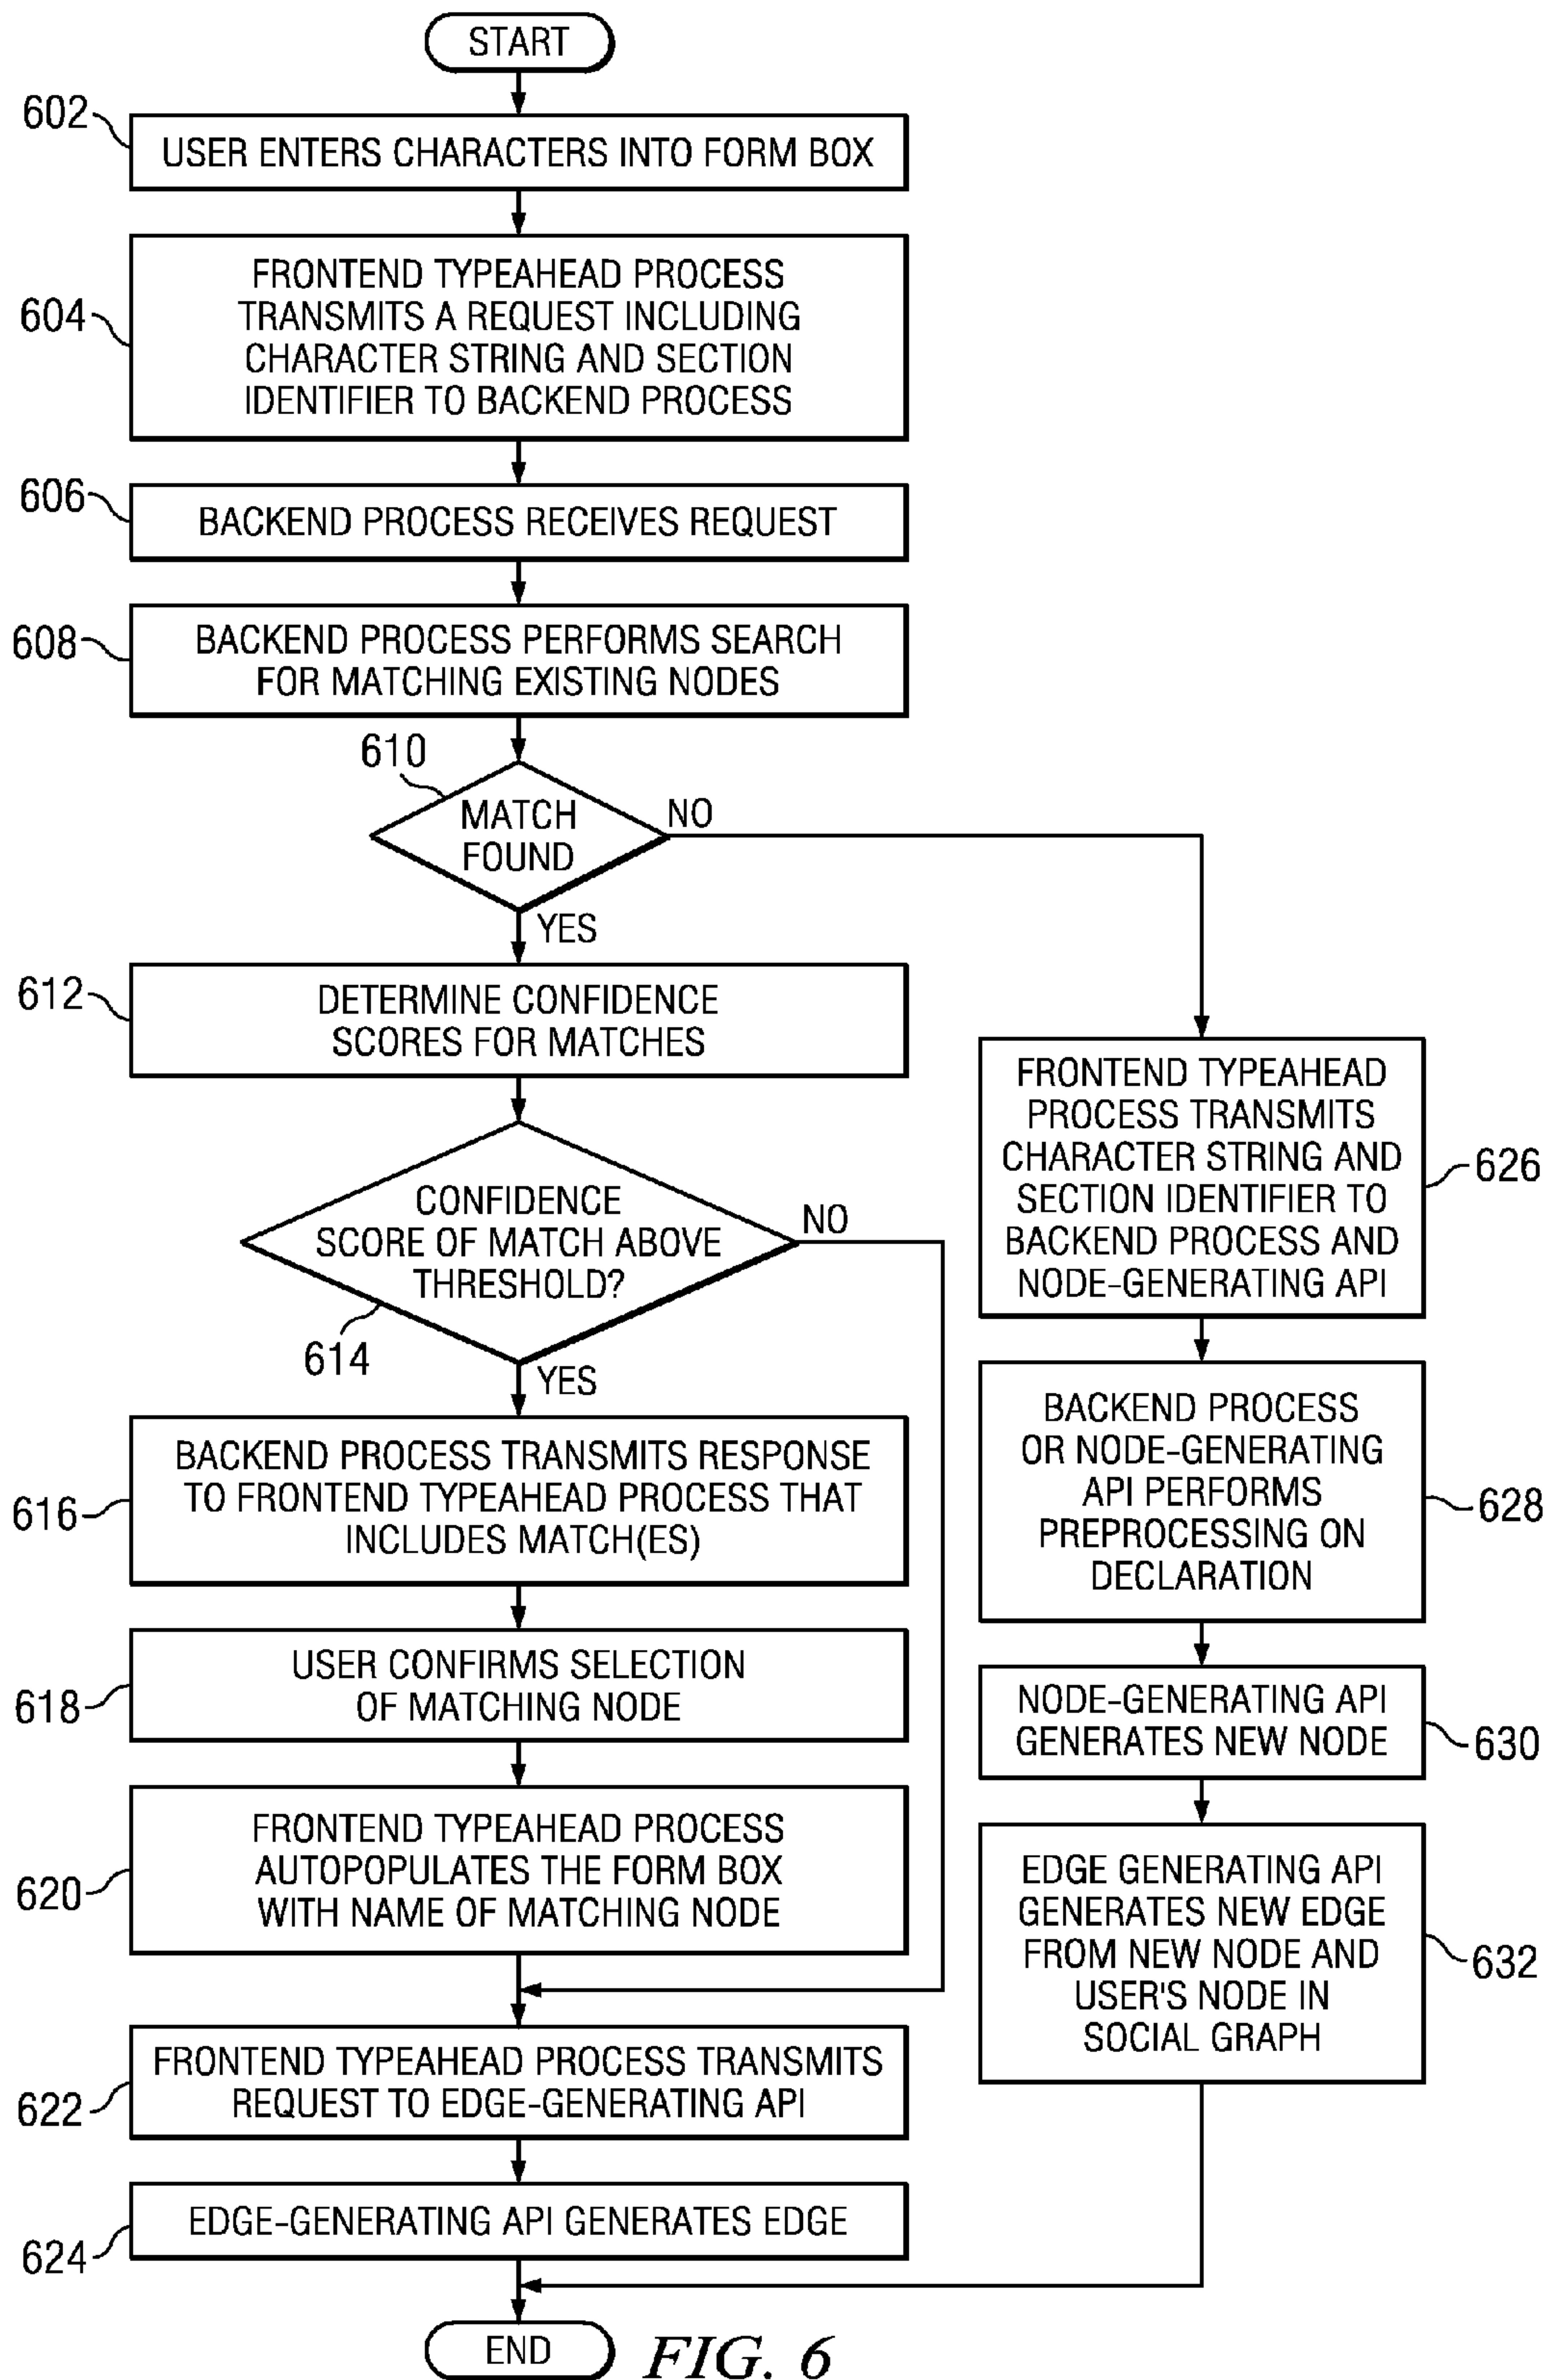 START
602
USER ENTERS CHARACTERS INTO FORM BOX
604
FRONTEND TYPEAHEAD PROCESS
TRANSMITS A REQUEST INCLUDING
CHARACTER STRING AND SECTION
IDENTIFIER TO BACKEND PROCESS
606
BACKEND PROCESS RECEIVES REQUEST
608
BACKEND PROCESS PERFORMS SEARCH
FOR MATCHING EXISTING NODES
610
MATCH
FOUND
NO
YES
612
DETERMINE CONFIDENCE
SCORES FOR MATCHES
CONFIDENCE
SCORE OF MATCH ABOVE
THRESHOLD?
NO
614
YES
616
BACKEND PROCESS TRANSMITS RESPONSE
TO FRONTEND TYPEAHEAD PROCESS THAT
INCLUDES MATCH(ES)
618
USER CONFIRMS SELECTION
OF MATCHING NODE
620
FRONTEND TYPEAHEAD PROCESS
AUTOPOPULATES THE FORM BOX
WITH NAME OF MATCHING NODE
622
FRONTEND TYPEAHEAD PROCESS TRANSMITS
REQUEST TO EDGE-GENERATING API
624
EDGE-GENERATING API GENERATES EDGE
FRONTEND TYPEAHEAD
PROCESS TRANSMITS
CHARACTER STRING AND
SECTION IDENTIFIER TO
BACKEND PROCESS AND
NODE-GENERATING API
626
BACKEND PROCESS
OR NODE-GENERATING
API PERFORMS
PREPROCESSING ON
DECLARATION
628
NODE-GENERATING API
GENERATES NEW NODE
630
EDGE GENERATING API
GENERATES NEW EDGE
FROM NEW NODE AND
USER'S NODE IN
SOCIAL GRAPH
632
END
FIG. 6